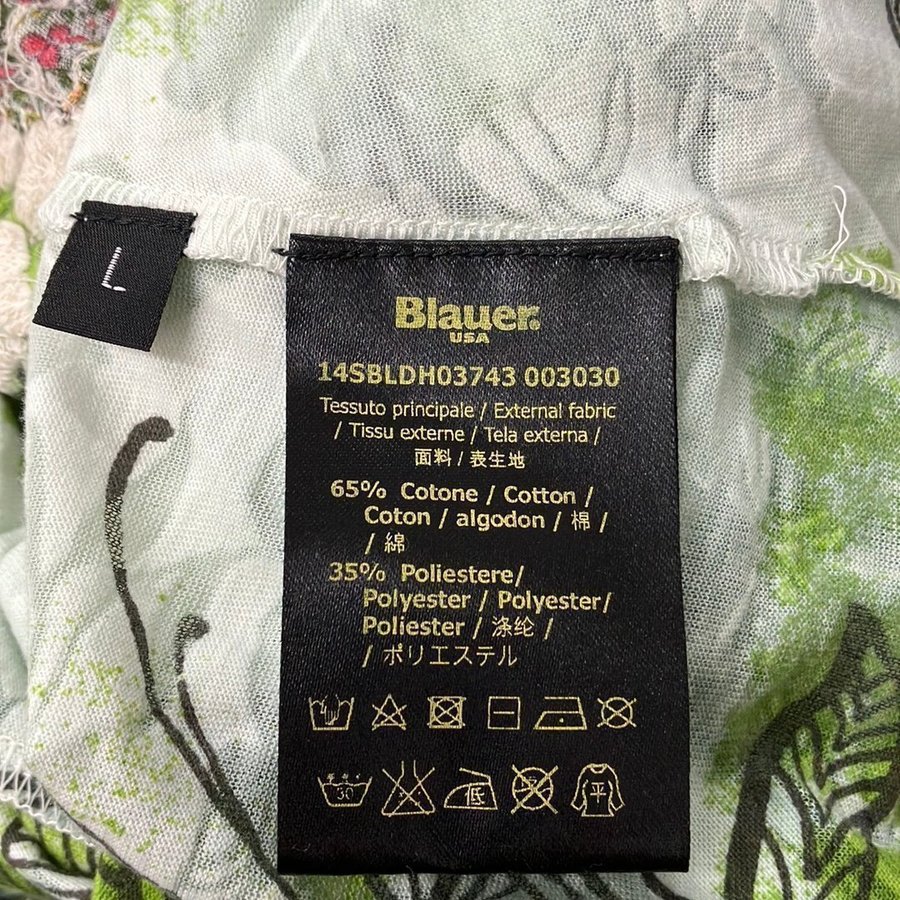 L
Blauer.
USA
14SBLDH03743 003030
Tessuto principale / External fabric
/ Tissu externe / Tela externa /
面料 / 表生地
65% Cotone / Cotton /
Coton / algodon / 棉 /
/ 綿
35% Poliestere/
Polyester / Polyester/
Poliester / 涤纶 /
/ ポリエステル
30
低
平